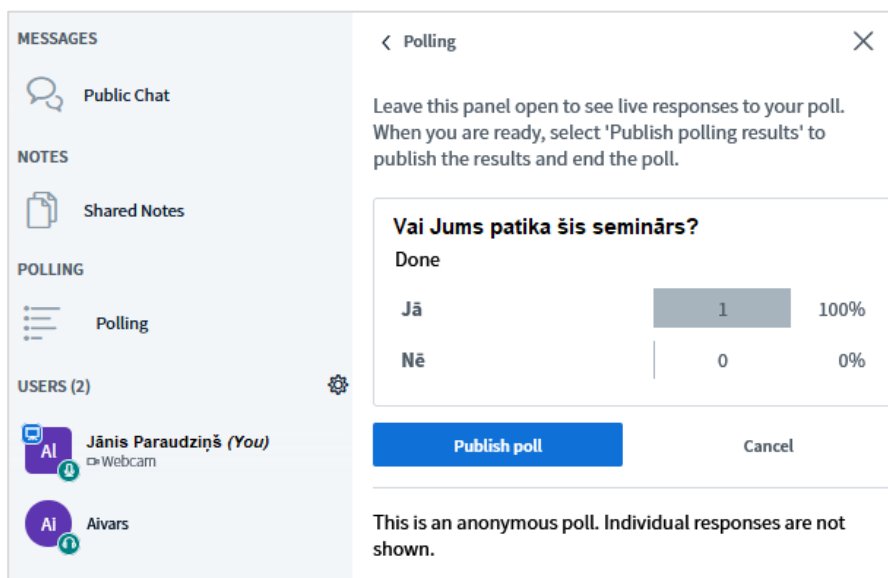 MESSAGES
Public Chat
NOTES
Shared Notes
POLLING
Polling
USERS (2)
Al
Jānis Paraudziņš (You)
Webcam
Ai
Aivars
Polling
Leave this panel open to see live responses to your poll.
When you are ready, select 'Publish polling results' to
publish the results and end the poll.
Vai Jums patika šis seminārs?
Done
Jā 1 100%
Nē 0 0%
Publish poll Cancel
This is an anonymous poll. Individual responses are not
shown.